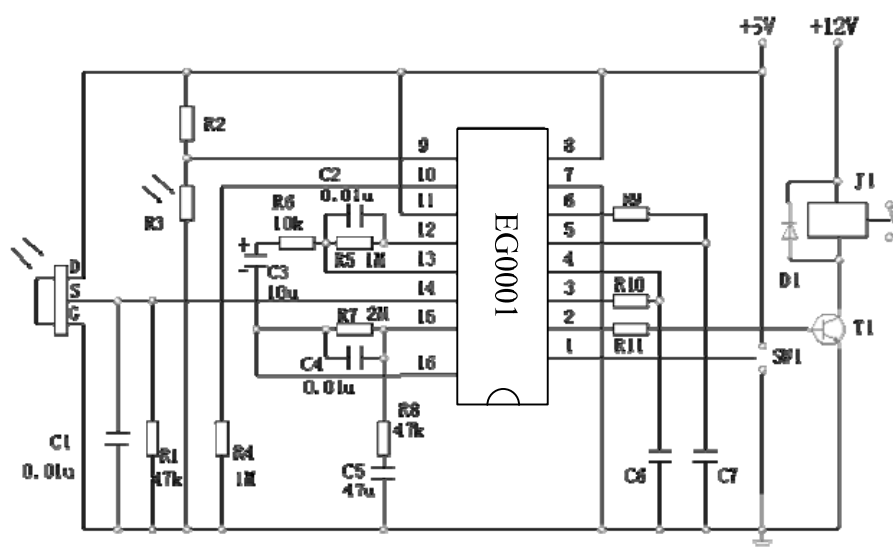 +5V
+12V
R2
9
8
C2
10
7
J1
0.01u
R6
11
6
R9
R3
10k
12
5
+
R5 1M
13
4
D
-
C3
D1
S
10u
14
3
R10
G
R7 2M
15
2
T1
EG0001
R11
C4
16
1
SW1
0.01u
R8
47k
C1
R1
R4
C5
C6
C7
0.01u
47k
1M
47u